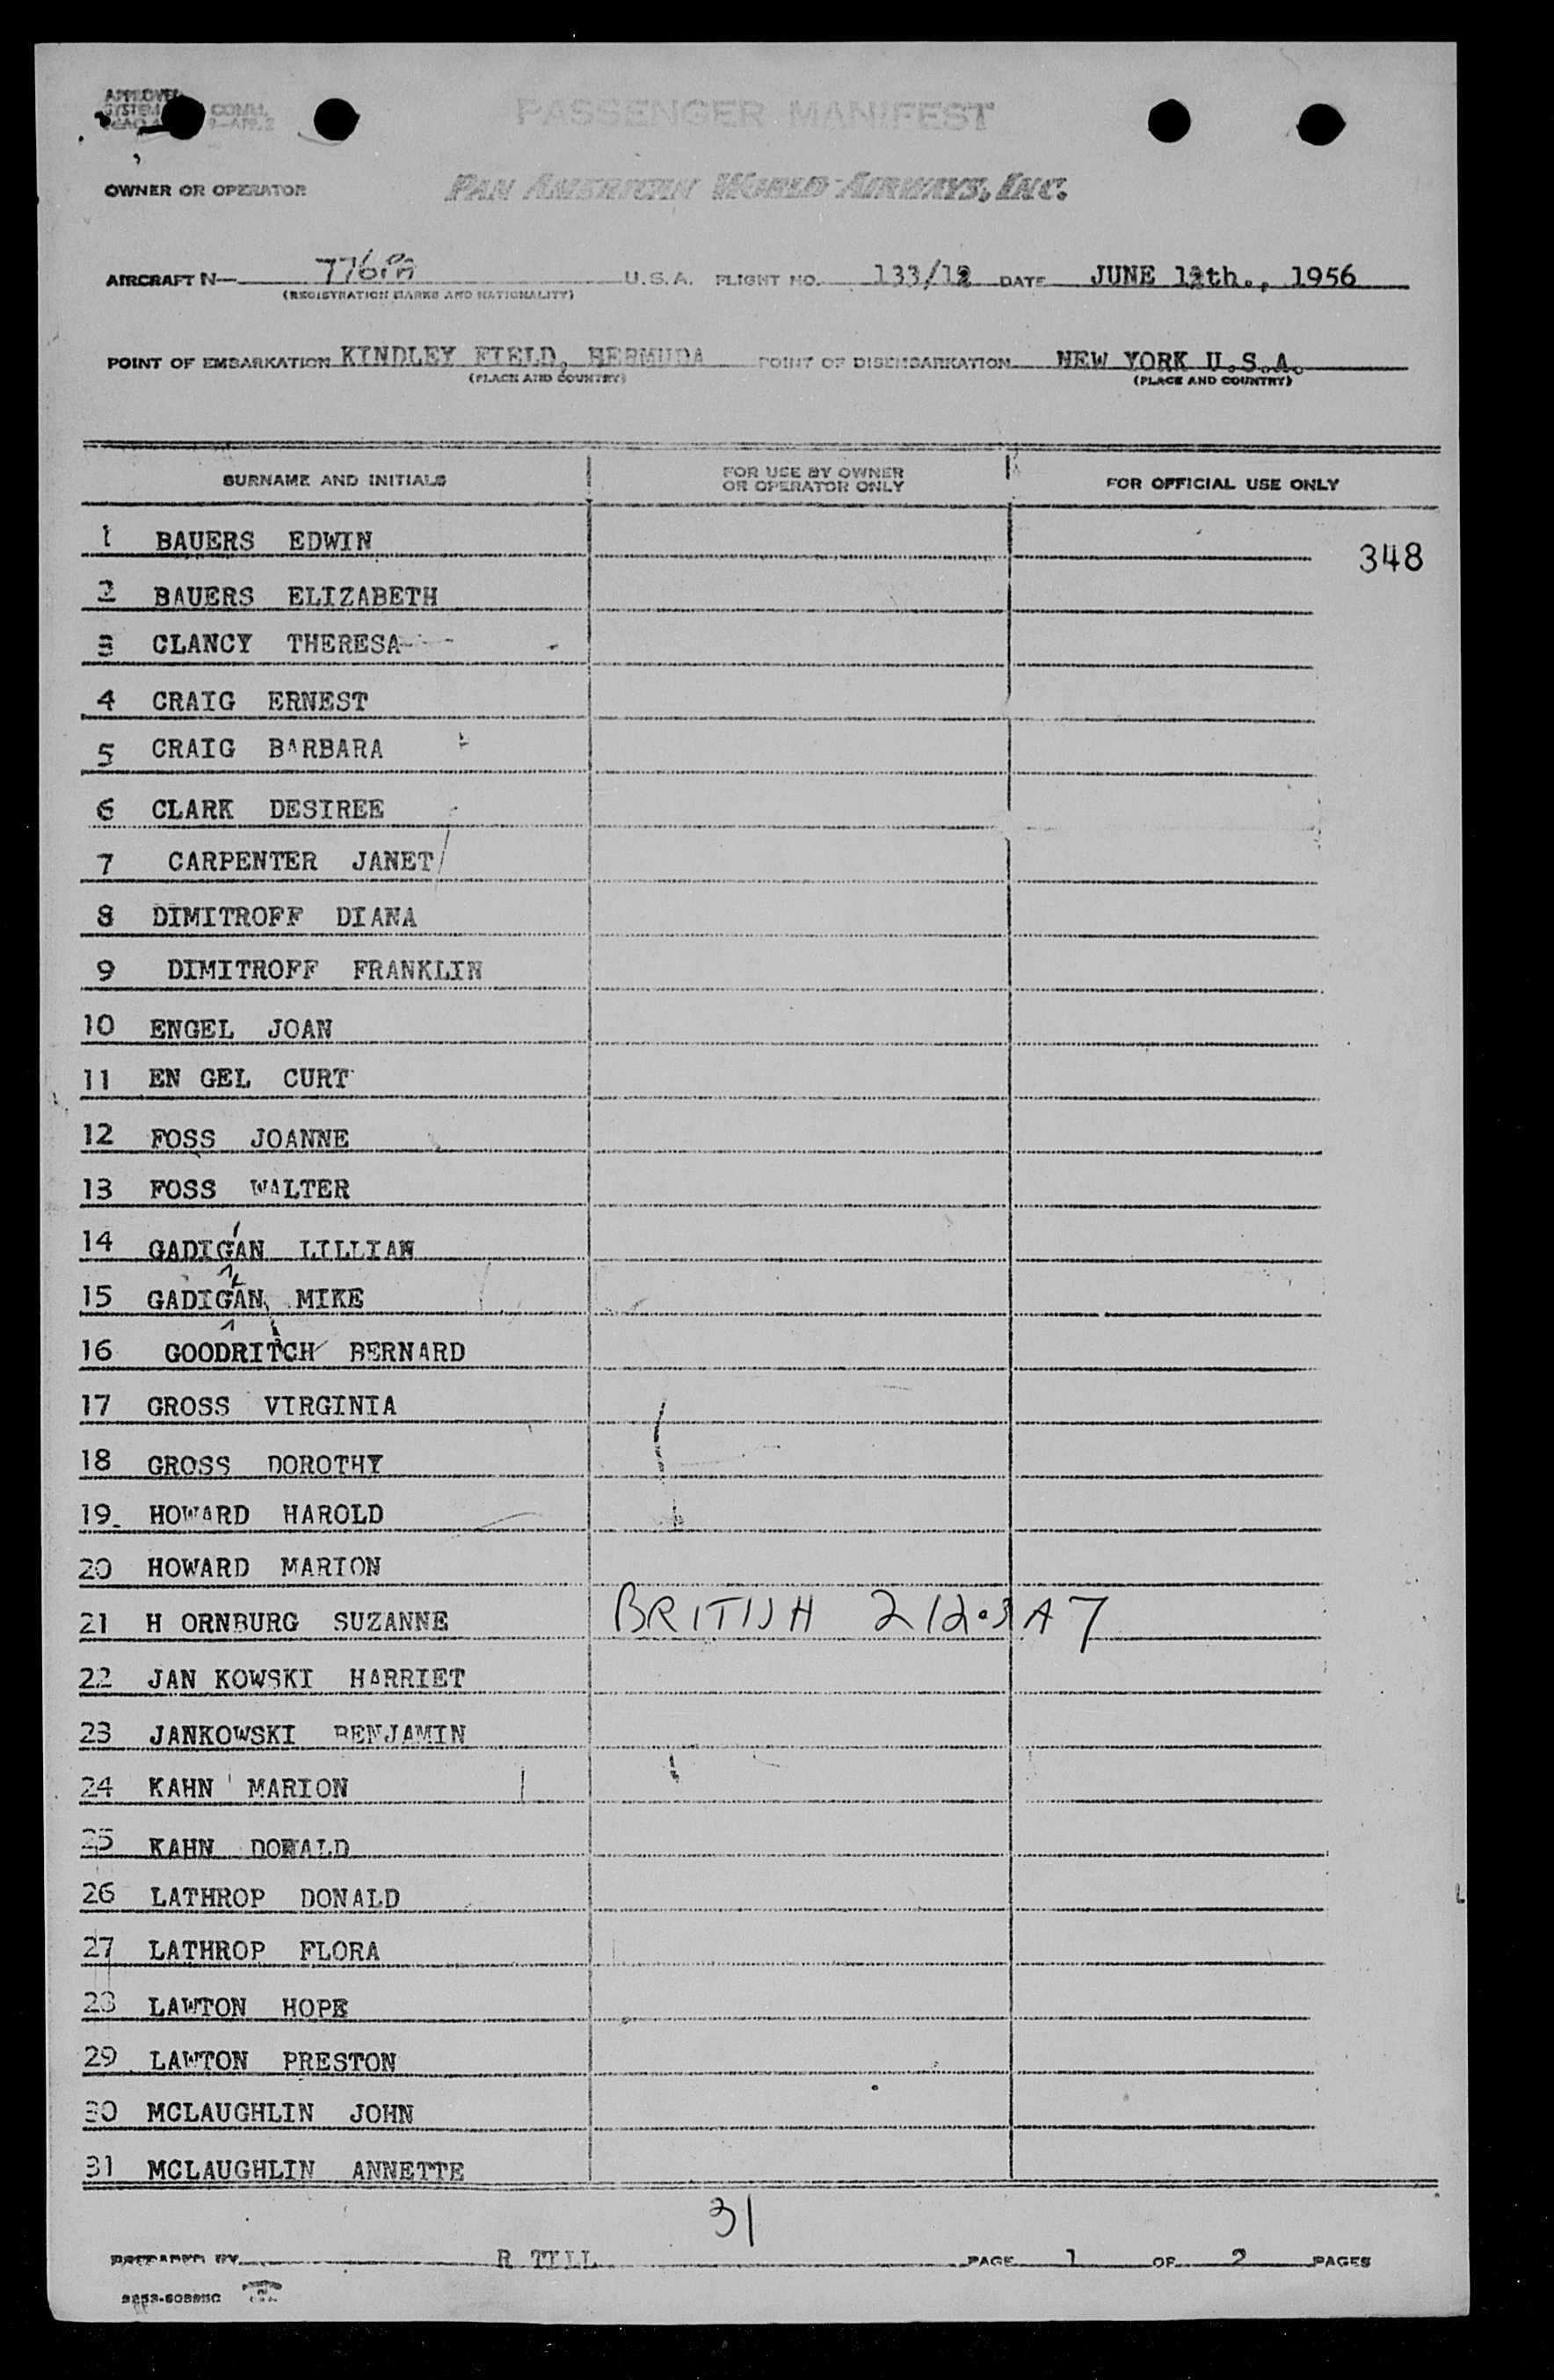 APPROVED
SYSTEM COMM.
PASSENGER MANIFEST
OWNER OR OPERATOR PAN AMERICAN WORLD AIRWAYS, INC.
AIRCRAFT N— U.S.A. FLIGHT NO. 133/12 DATE JUNE 12th., 1956
(REGISTRATION MARKS AND NATIONALITY)
POINT OF EMBARKATION KINDLEY FIELD, BERMUDA POINT OF DISEMBARKATION NEW YORK U.S.A.
(PLACE AND COUNTRY) (PLACE AND COUNTRY)
SURNAME AND INITIALS FOR USE BY OWNER OR OPERATOR ONLY FOR OFFICIAL USE ONLY
1 BAUERS EDWIN 348
2 BAUERS ELIZABETH
3 CLANCY THERESA
4 CRAIG ERNEST
5 CRAIG BARBARA
6 CLARK DESIREE
7 CARPENTER JANET
8 DIMITROFF DIANA
9 DIMITROFF FRANKLIN
10 ENGEL JOAN
11 EN GEL CURT
12 FOSS JOANNE
13 FOSS WALTER
14 GADIGAN LILLIAN
15 GADIGAN MIKE
16 GOODRITCH BERNARD
17 GROSS VIRGINIA
18 GROSS DOROTHY
19 HOWARD HAROLD
20 HOWARD MARION
21 H ORNBURG SUZANNE BRITISH 212.3 A 7
22 JAN KOWSKI HARRIET
23 JANKOWSKI BENJAMIN
24 KAHN MARION
25 KAHN DONALD
26 LATHROP DONALD
27 LATHROP FLORA
28 LAWTON HOPE
29 LAWTON PRESTON
30 MCLAUGHLIN JOHN
31 MCLAUGHLIN ANNETTE
31
PREPARED BY R TILL PAGE 1 OF 2 PAGES